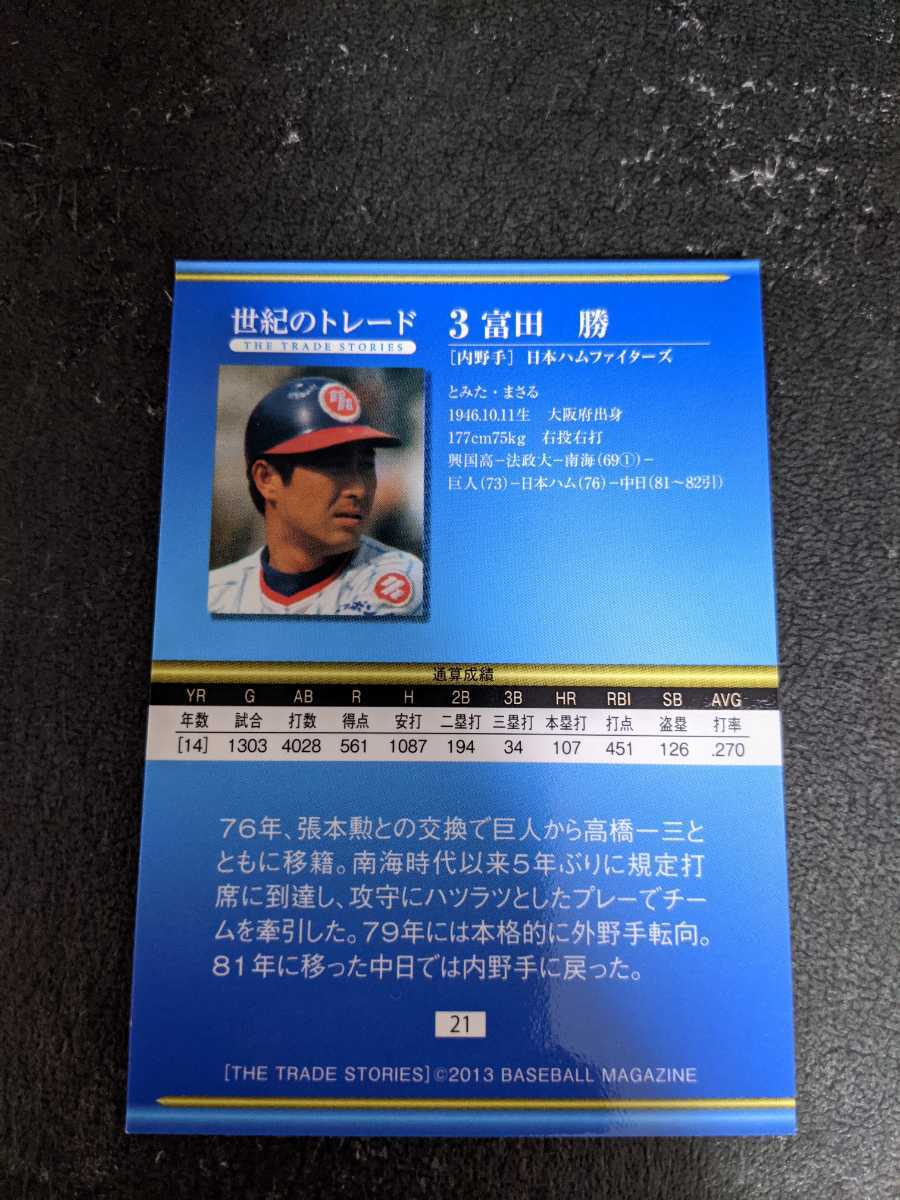 世紀のトレード
THE TRADE STORIES
3 富田　勝
［内野手］日本ハムファイターズ
とみた・まさる
1946.10.11生　大阪府出身
177cm75kg　右投右打
興国高－法政大－南海(69①)－
巨人(73)－日本ハム(76)－中日(81～82引)
通算成績
YR G AB R H 2B 3B HR RBI SB AVG
年数 試合 打数 得点 安打 二塁打 三塁打 本塁打 打点 盗塁 打率
[14] 1303 4028 561 1087 194 34 107 451 126 .270
76年、張本勲との交換で巨人から高橋一三と
ともに移籍。南海時代以来5年ぶりに規定打
席に到達し、攻守にハツラツとしたプレーでチー
ムを牽引した。79年には本格的に外野手転向。
81年に移った中日では内野手に戻った。
21
[THE TRADE STORIES]©2013 BASEBALL MAGAZINE